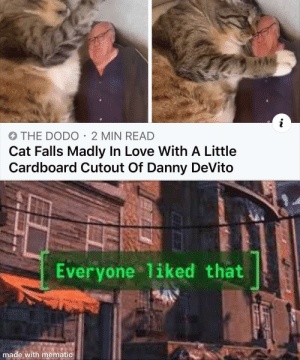 i
THE DODO · 2 MIN READ
Cat Falls Madly In Love With A Little
Cardboard Cutout Of Danny DeVito
[Everyone liked that]
made with mematic